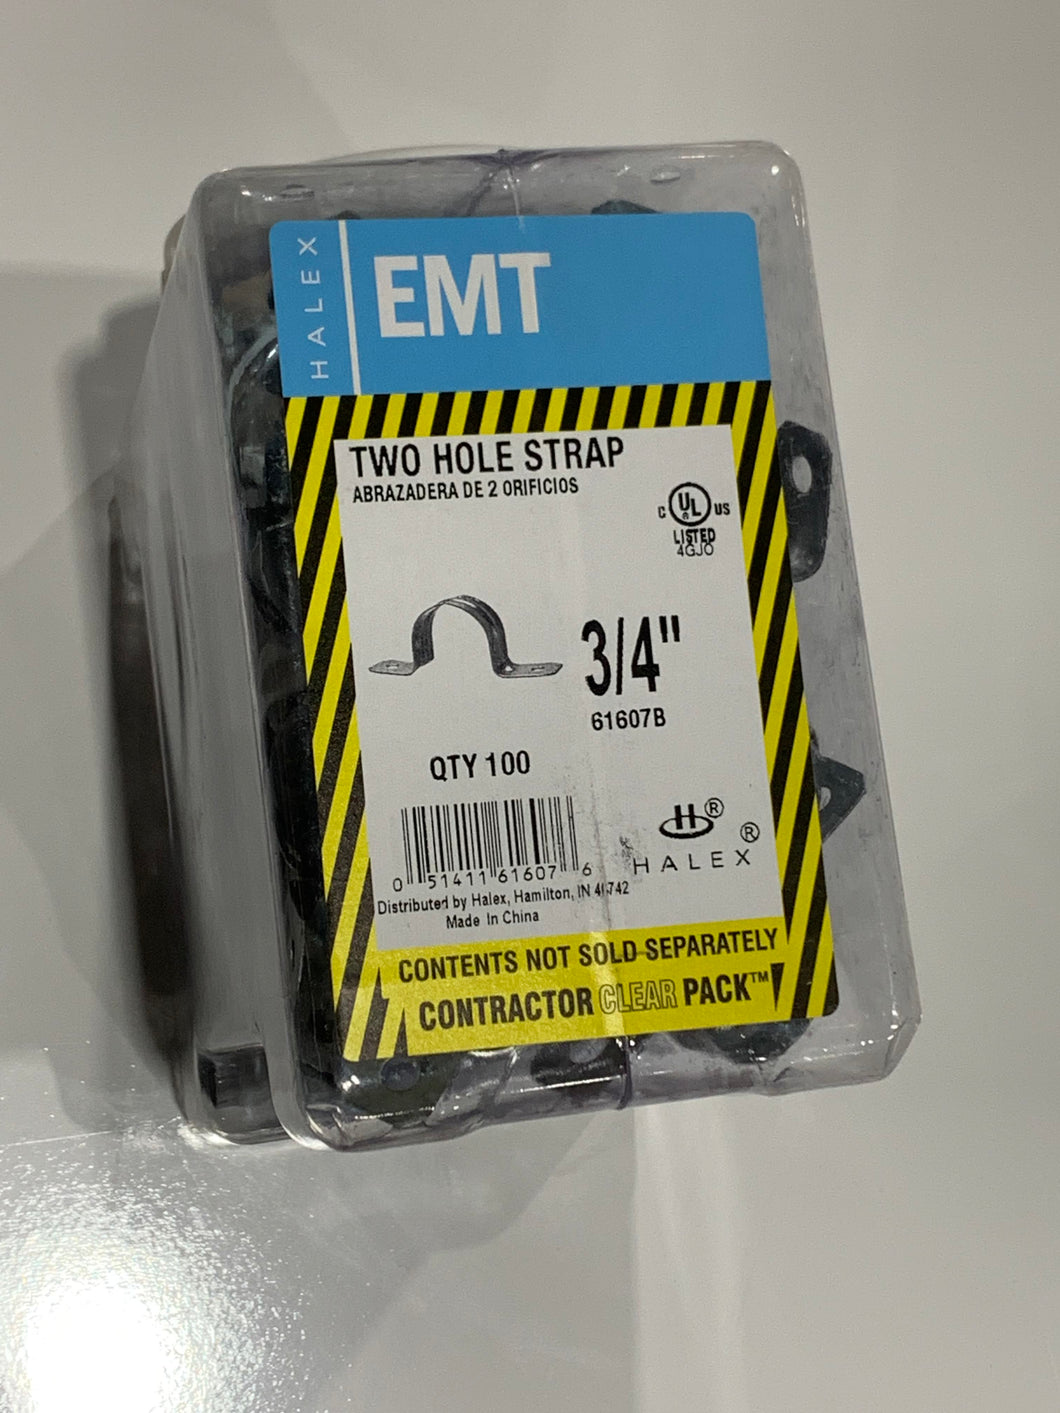 HALEX
EMT
TWO HOLE STRAP
ABRAZADERA DE 2 ORIFICIOS
C UL ® US
LISTED
4GJO
3/4"
61607B
QTY 100
H ®
HALEX ®
0 51411 61607 6
Distributed by Halex, Hamilton, IN 46742
Made In China
CONTENTS NOT SOLD SEPARATELY
CONTRACTOR CLEAR PACK™